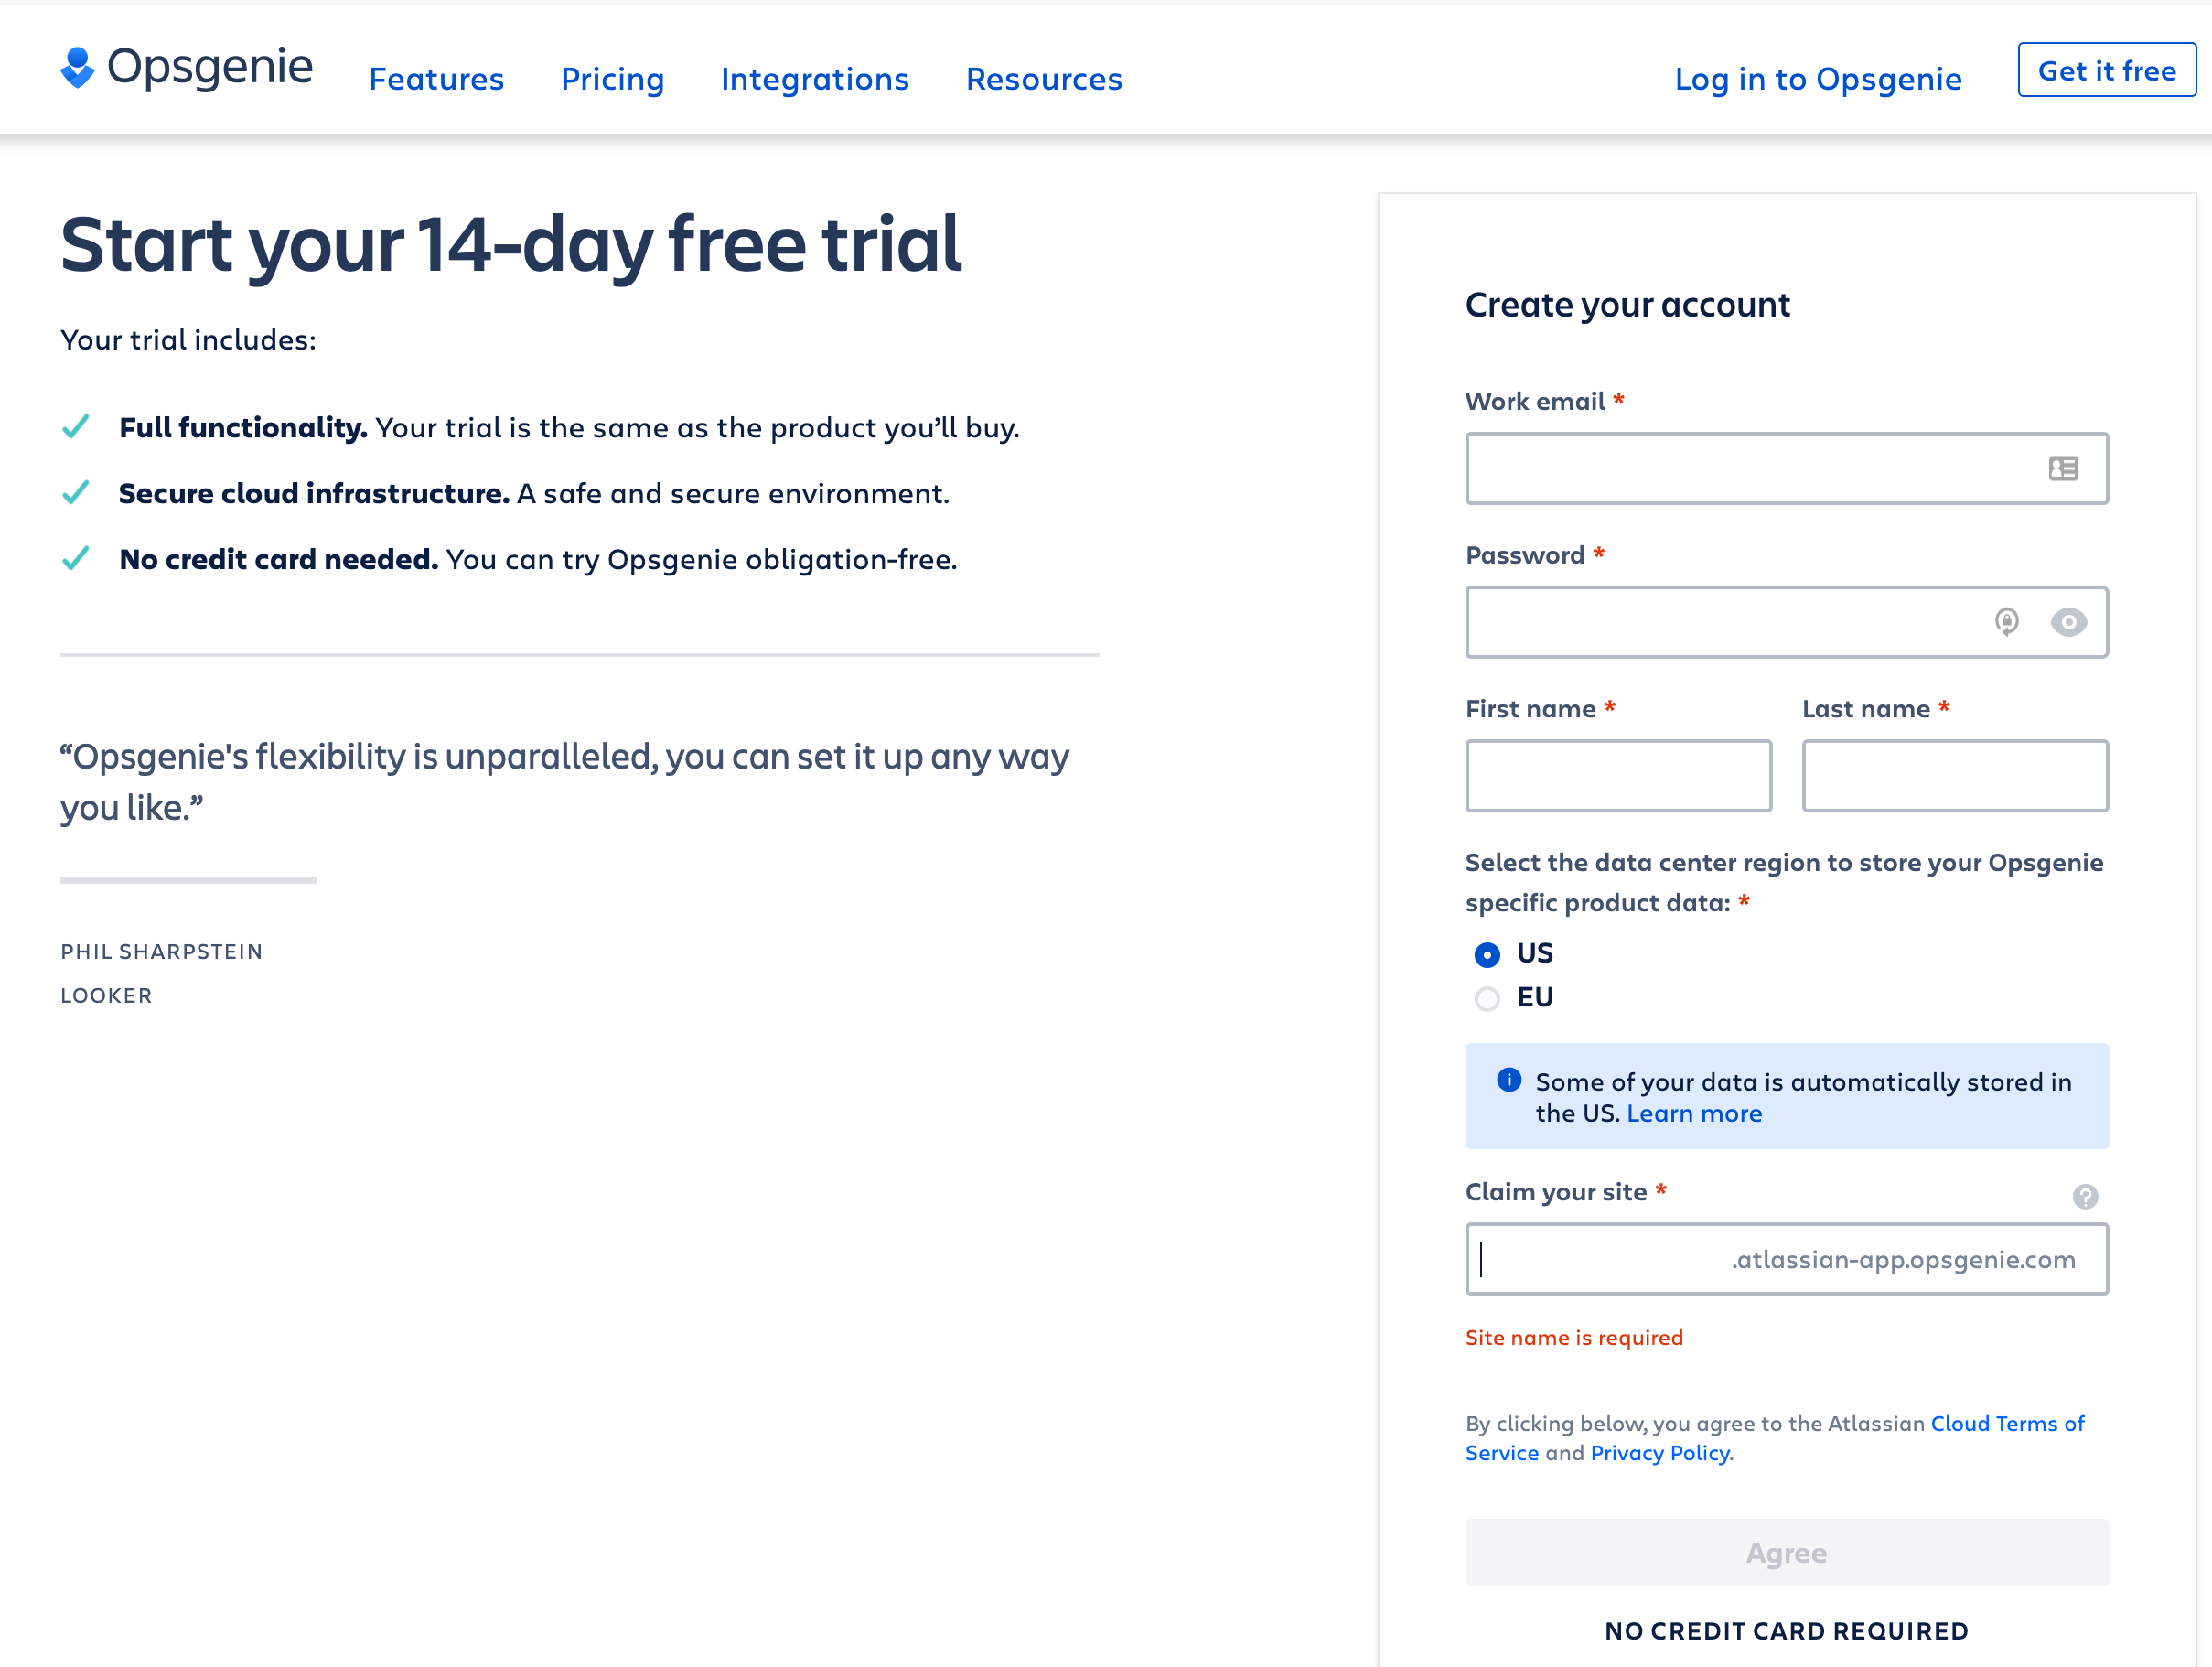 Opsgenie
Features
Pricing
Integrations
Resources
Log in to Opsgenie
Get it free
Start your 14-day free trial
Your trial includes:
Full functionality. Your trial is the same as the product you’ll buy.
Secure cloud infrastructure. A safe and secure environment.
No credit card needed. You can try Opsgenie obligation-free.
“Opsgenie's flexibility is unparalleled, you can set it up any way
you like.”
PHIL SHARPSTEIN
LOOKER
Create your account
Work email *
Password *
First name *
Last name *
Select the data center region to store your Opsgenie
specific product data: *
US
EU
Some of your data is automatically stored in
the US. Learn more
Claim your site *
.atlassian-app.opsgenie.com
Site name is required
By clicking below, you agree to the Atlassian Cloud Terms of
Service and Privacy Policy.
Agree
NO CREDIT CARD REQUIRED